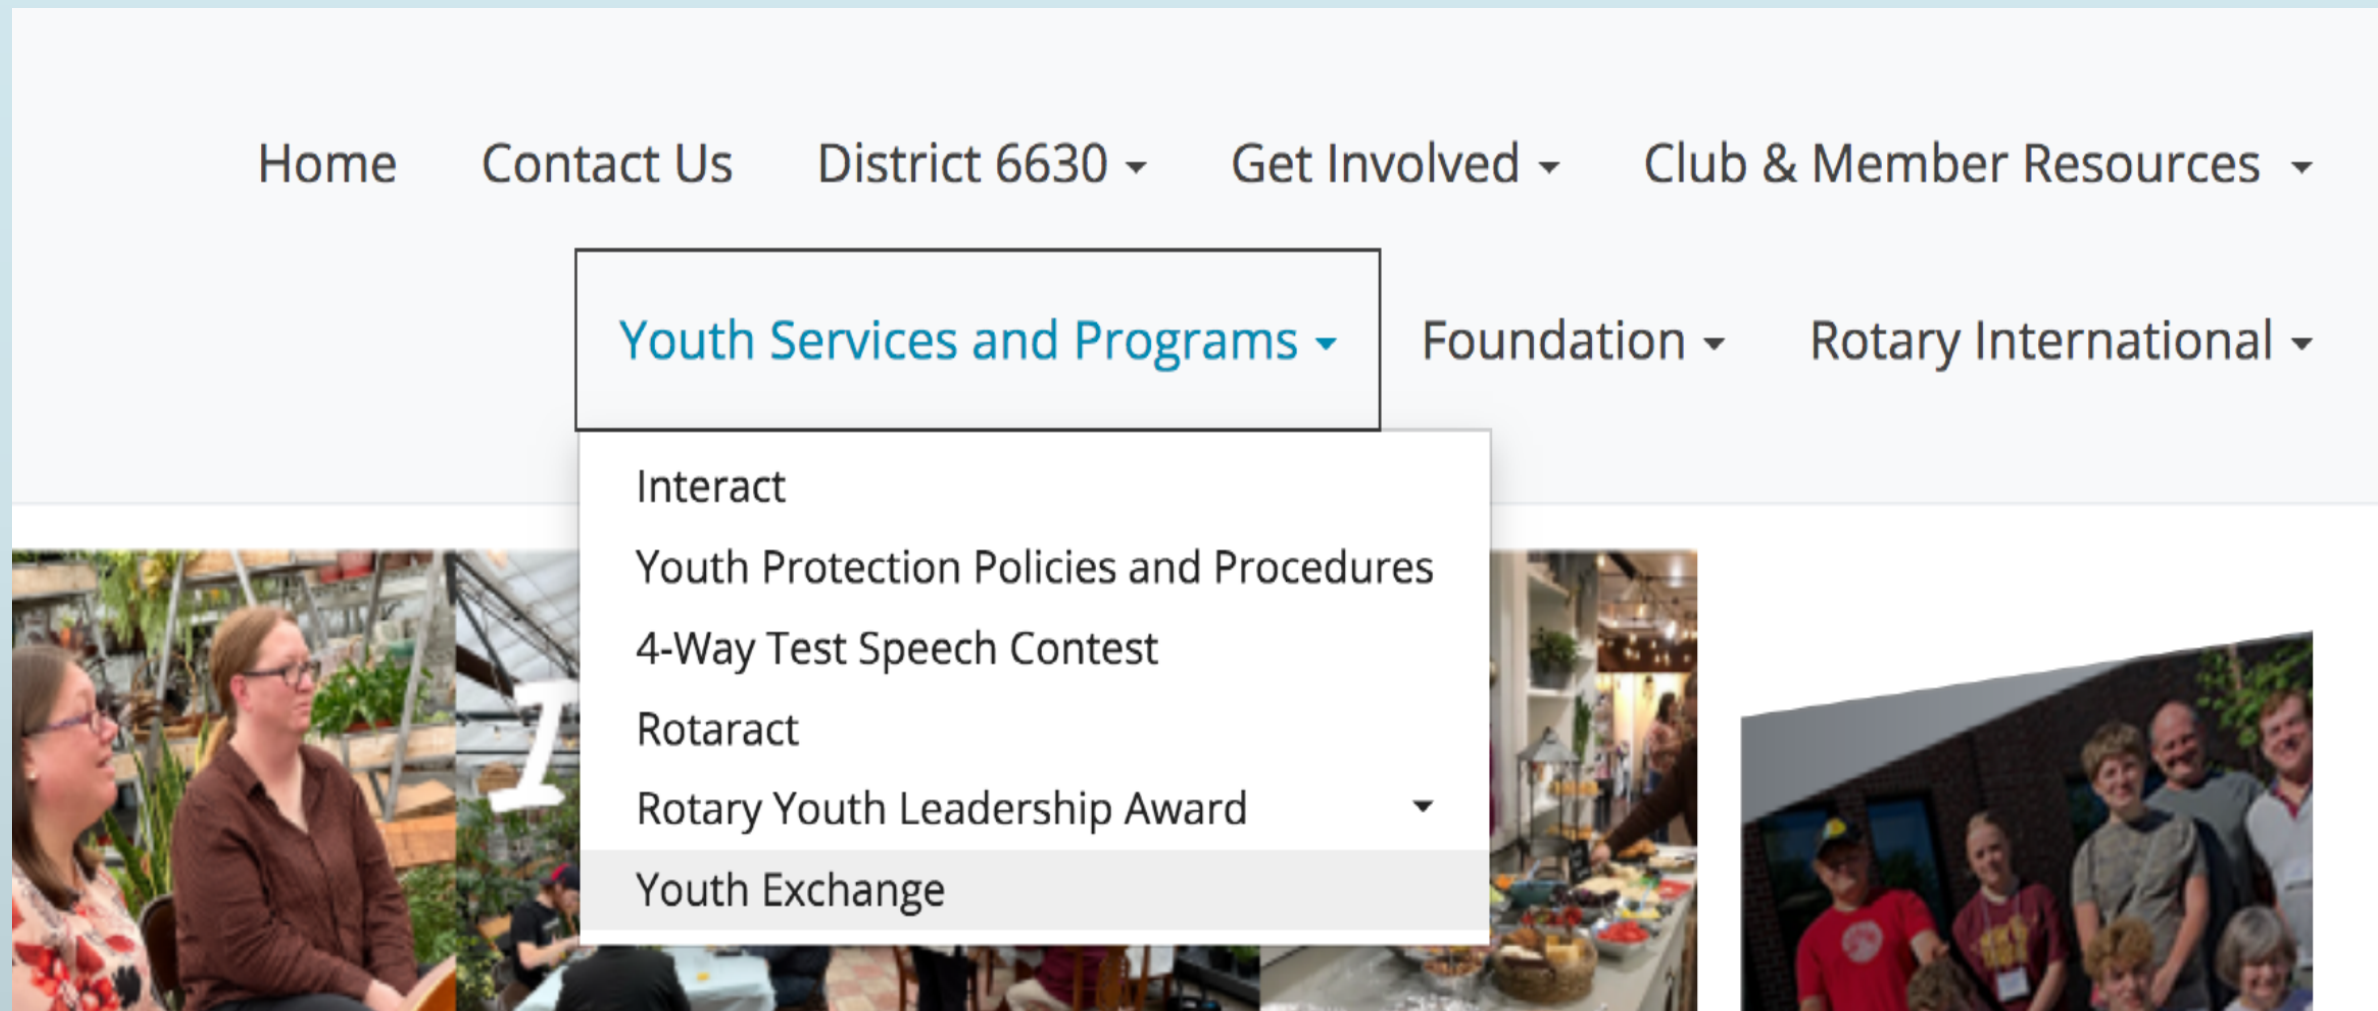 Home Contact Us District 6630 Get Involved Club & Member Resources
Youth Services and Programs Foundation Rotary International
Interact
Youth Protection Policies and Procedures
4-Way Test Speech Contest
Rotaract
Rotary Youth Leadership Award
Youth Exchange